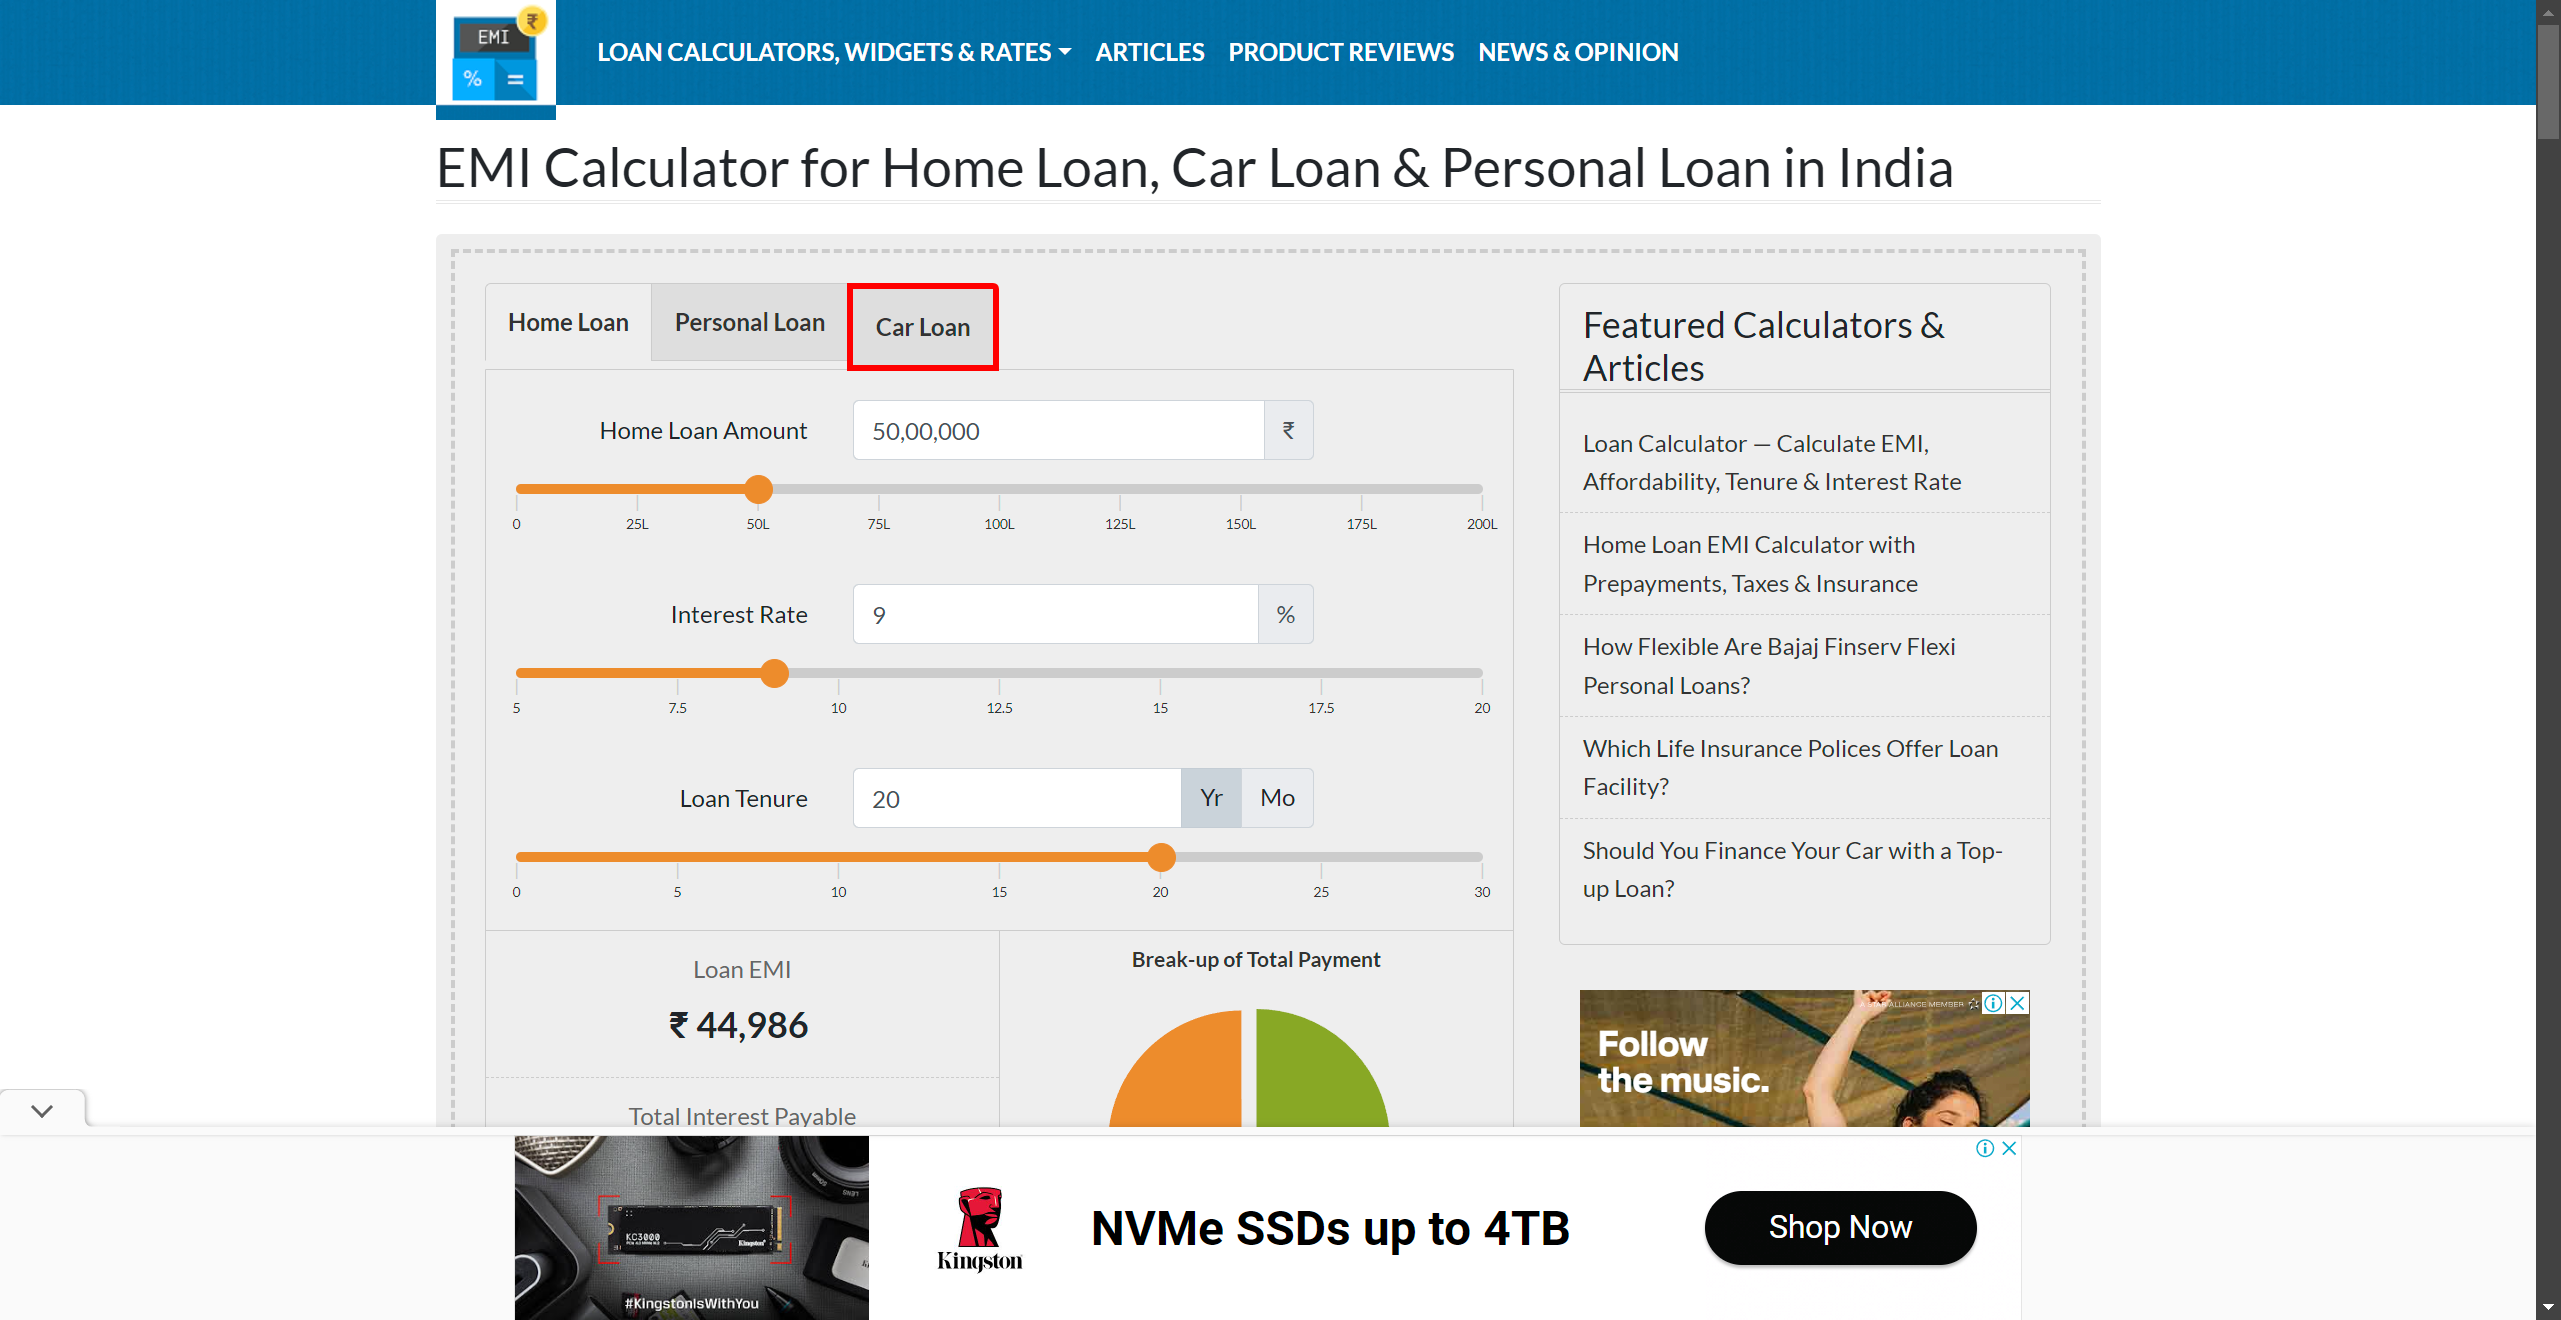 EMI
₹
%
=
LOAN CALCULATORS, WIDGETS & RATES
ARTICLES
PRODUCT REVIEWS
NEWS & OPINION
EMI Calculator for Home Loan, Car Loan & Personal Loan in India
Home Loan
Personal Loan
Car Loan
Home Loan Amount
50,00,000
₹
0
25L
50L
75L
100L
125L
150L
175L
200L
Interest Rate
9
%
5
7.5
10
12.5
15
17.5
20
Loan Tenure
20
Yr
Mo
0
5
10
15
20
25
30
Loan EMI
₹ 44,986
Total Interest Payable
Break-up of Total Payment
Featured Calculators &
Articles
Loan Calculator — Calculate EMI,
Affordability, Tenure & Interest Rate
Home Loan EMI Calculator with
Prepayments, Taxes & Insurance
How Flexible Are Bajaj Finserv Flexi
Personal Loans?
Which Life Insurance Polices Offer Loan
Facility?
Should You Finance Your Car with a Top-
up Loan?
A STAR ALLIANCE MEMBER
Follow
the music.
KC3000
Kingston
#KingstonIsWithYou
Kingston
NVMe SSDs up to 4TB
Shop Now